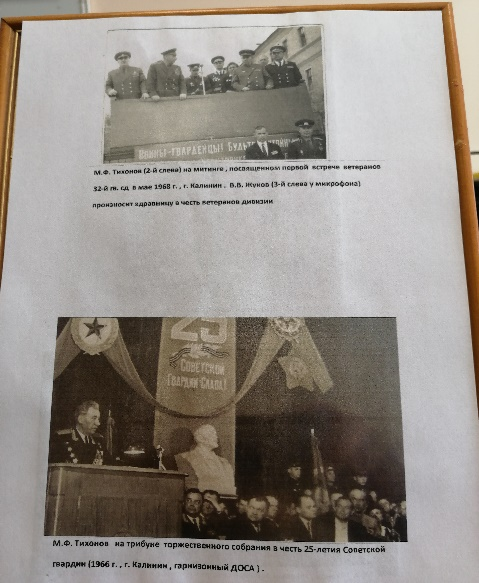 Воины-гвардейцы! Будьте
М.Ф. Тихонов (2-й слева) на митинге , посвященном первой встрече ветеранов
32-й гв. сд в мае 1968 г. , г. Калинин , В.В. Жуков (3-й слева у микрофона)
произносит здравницу в честь ветеранов дивизии
25
Советской
Гвардии Слава!
М.Ф. Тихонов на трибуне торжественного собрания в честь 25-летия Советской
гвардии (1966 г. , г. Калинин , гарнизонный ДОСА ) .